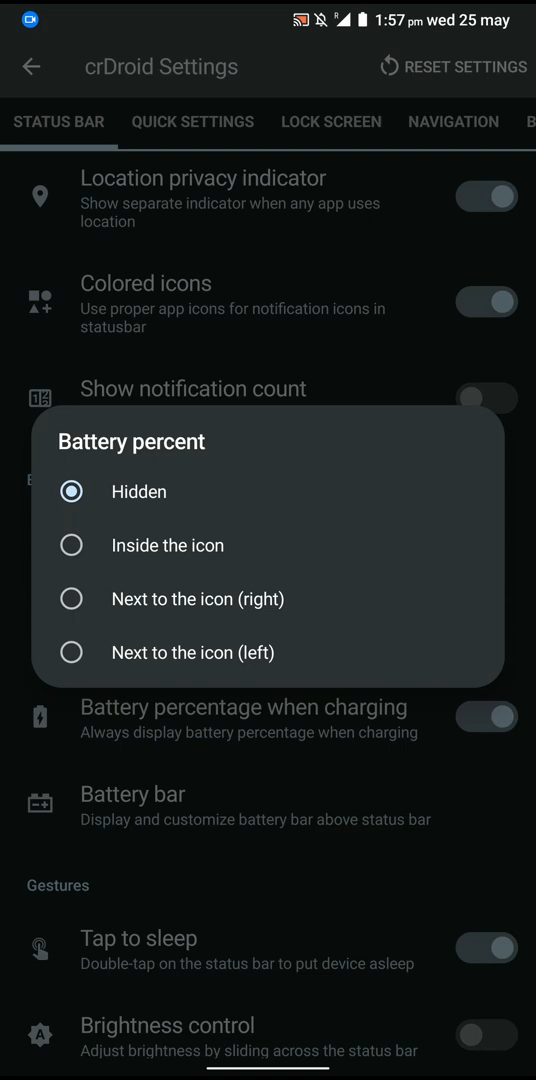 1:57 pm wed 25 may
R
crDroid Settings
RESET SETTINGS
STATUS BAR
QUICK SETTINGS
LOCK SCREEN
NAVIGATION
B
Location privacy indicator
Show separate indicator when any app uses
location
Colored icons
Use proper app icons for notification icons in
statusbar
Show notification count
Battery percent
Hidden
Inside the icon
Next to the icon (right)
Next to the icon (left)
Battery percentage when charging
Always display battery percentage when charging
Battery bar
Display and customize battery bar above status bar
Gestures
Tap to sleep
Double-tap on the status bar to put device asleep
Brightness control
Adjust brightness by sliding across the status bar